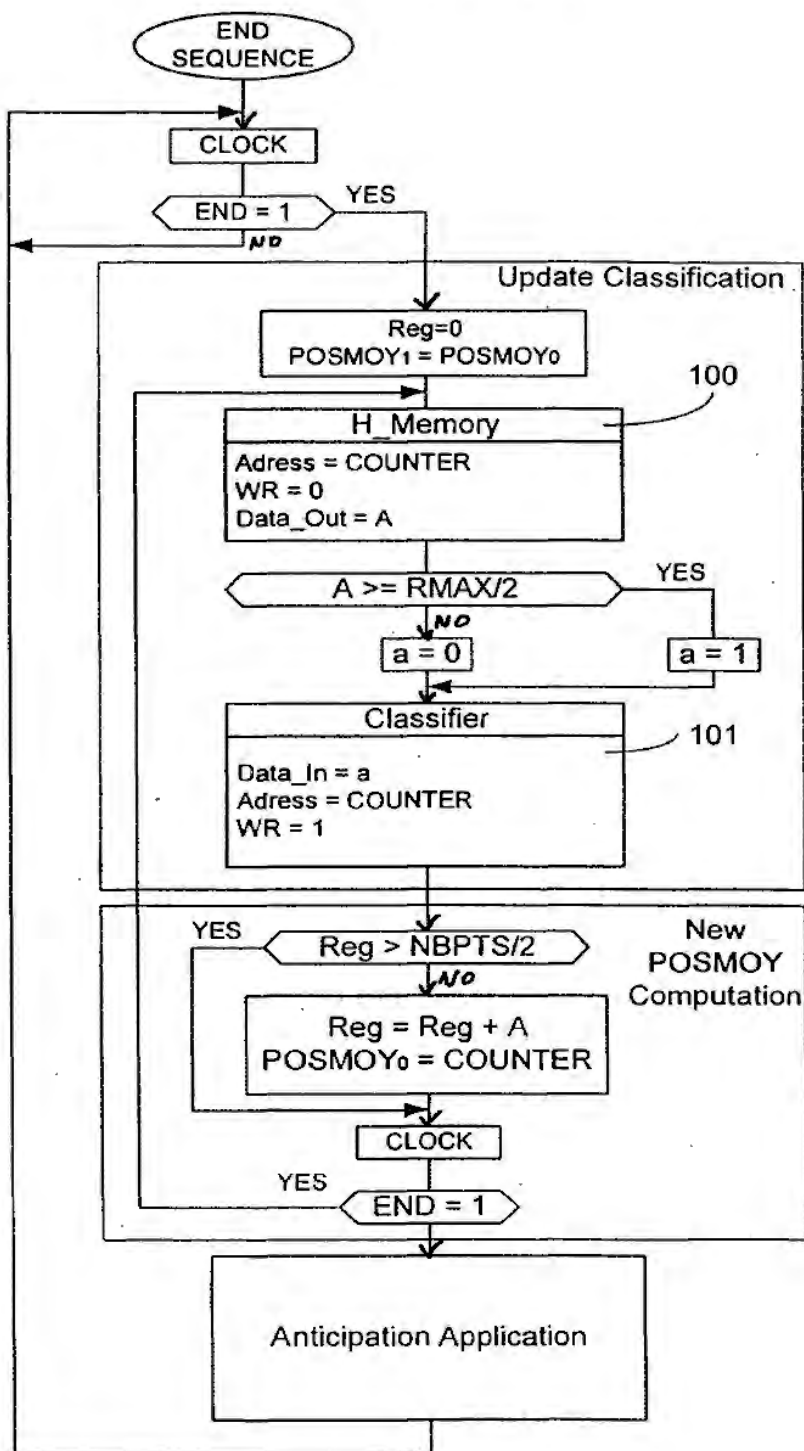 END
SEQUENCE
CLOCK
YES
END = 1
NO
Update Classification
Reg=0
POSMOY₁ = POSMOY₀
100
H_Memory
Adress = COUNTER
WR = 0
Data_Out = A
YES
A >= RMAX/2
NO
a = 0
a = 1
Classifier
101
Data_In = a
Adress = COUNTER
WR = 1
YES
Reg > NBPTS/2
NO
New
POSMOY
Computation
Reg = Reg + A
POSMOY₀ = COUNTER
CLOCK
YES
END = 1
Anticipation Application